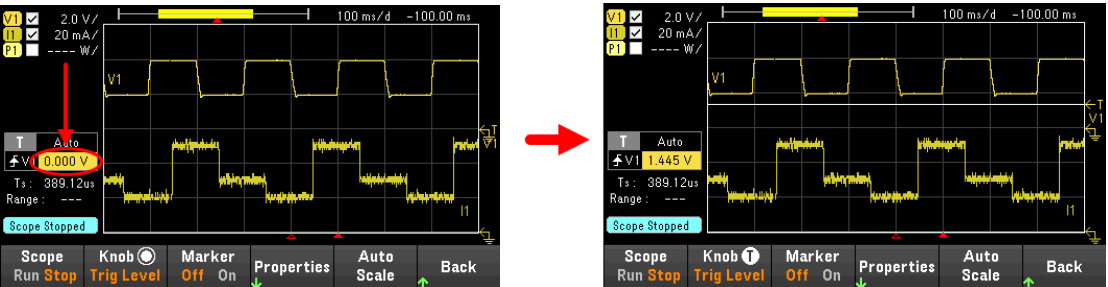 V1 2.0 V/ 100 ms/d -100.00 ms
I1 20 mA/
P1 ---- W/
V1
T
V1
T Auto
V1 0.000 V
Ts : 389.12us
Range : ---
I1
Scope Stopped
Scope Knob Marker Properties Auto Back
Run Stop Trig Level Off On Scale
V1 2.0 V/ 100 ms/d -100.00 ms
I1 20 mA/
P1 ---- W/
V1
T
V1
T Auto
V1 1.445 V
Ts : 389.12us
Range : ---
I1
Scope Stopped
Scope Knob T Marker Properties Auto Back
Run Stop Trig Level Off On Scale